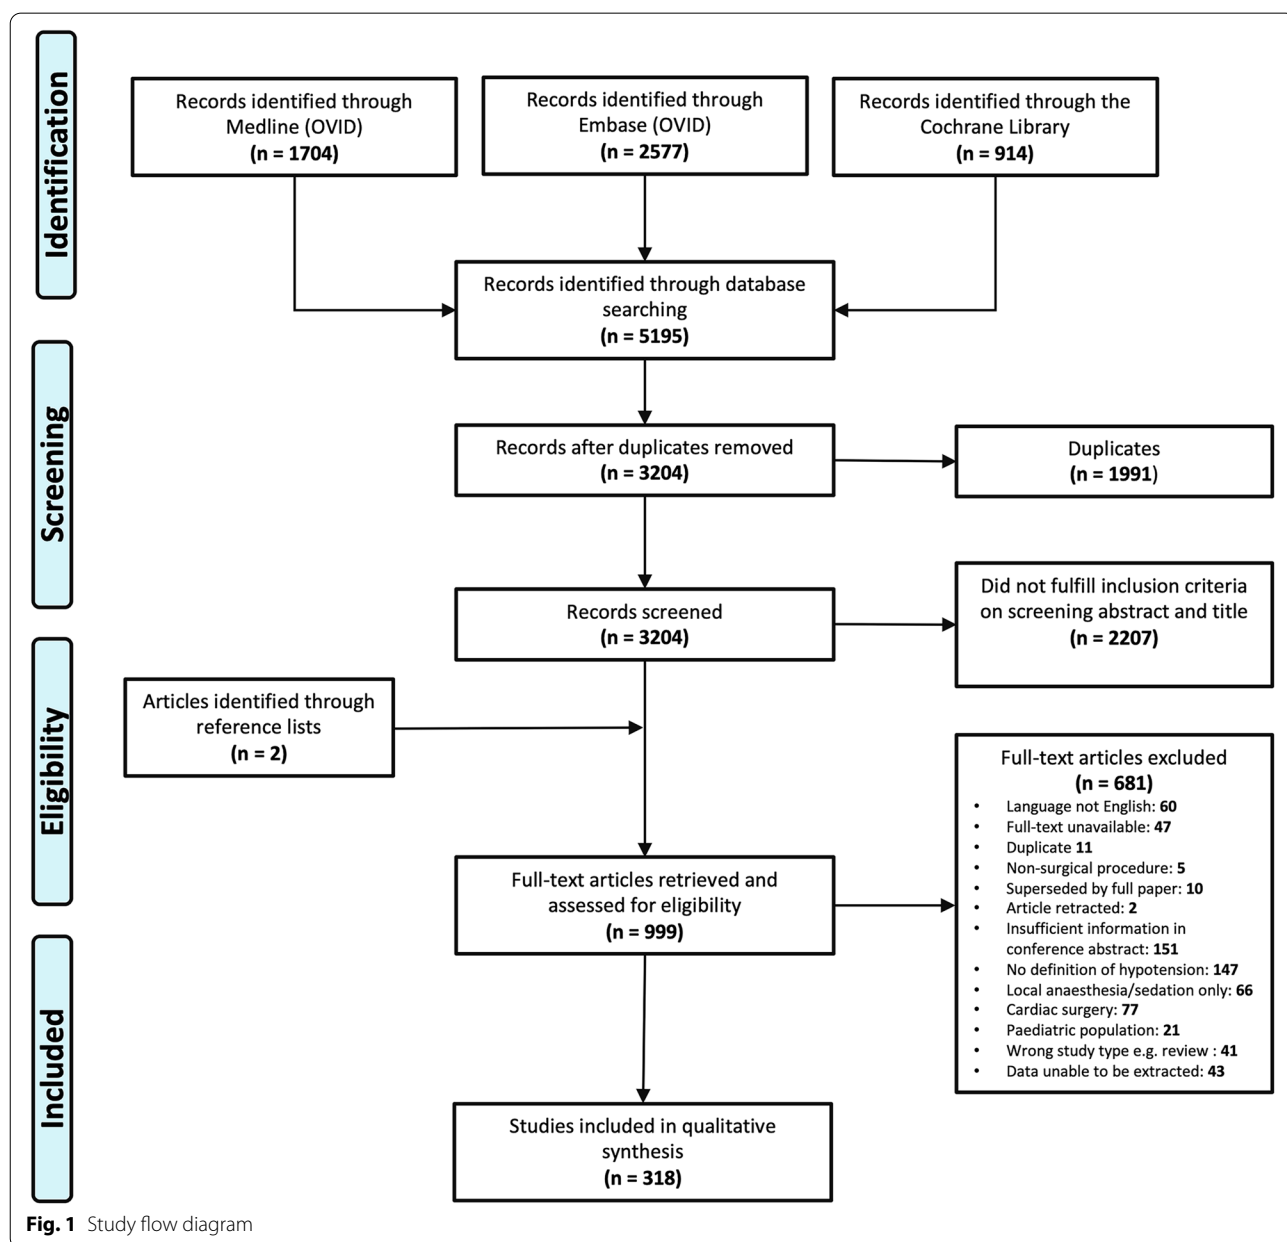 Identification
Records identified through
Medline (OVID)
(n = 1704)
Records identified through
Embase (OVID)
(n = 2577)
Records identified through the
Cochrane Library
(n = 914)
Records identified through database
searching
(n = 5195)
Screening
Records after duplicates removed
(n = 3204)
Duplicates
(n = 1991)
Records screened
(n = 3204)
Did not fulfill inclusion criteria
on screening abstract and title
(n = 2207)
Eligibility
Articles identified through
reference lists
(n = 2)
Full-text articles retrieved and
assessed for eligibility
(n = 999)
Full-text articles excluded
(n = 681)
• Language not English: 60
• Full-text unavailable: 47
• Duplicate 11
• Non-surgical procedure: 5
• Superseded by full paper: 10
• Article retracted: 2
• Insufficient information in
conference abstract: 151
• No definition of hypotension: 147
• Local anaesthesia/sedation only: 66
• Cardiac surgery: 77
• Paediatric population: 21
• Wrong study type e.g. review : 41
• Data unable to be extracted: 43
Included
Studies included in qualitative
synthesis
(n = 318)
Fig. 1 Study flow diagram